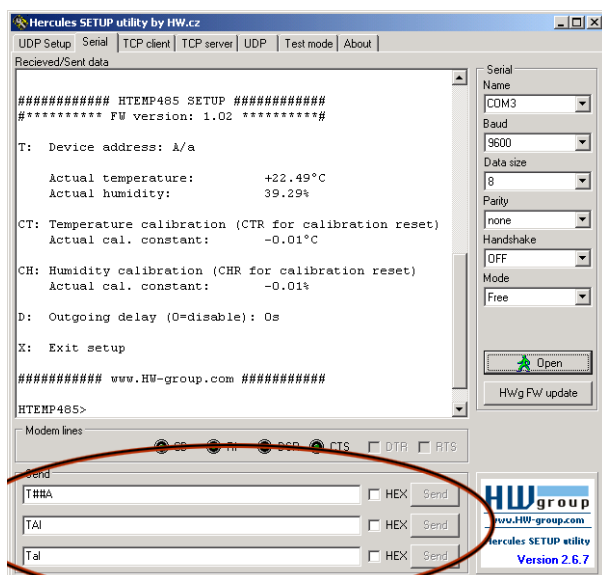 Hercules SETUP utility by HW.cz
UDP Setup Serial TCP client TCP server UDP Test mode About
Recieved/Sent data
############ HTEMP485 SETUP ############
#********** FW version: 1.02 **********#
T: Device address: A/a
Actual temperature: +22.49°C
Actual humidity: 39.29%
CT: Temperature calibration (CTR for calibration reset)
Actual cal. constant: -0.01°C
CH: Humidity calibration (CHR for calibration reset)
Actual cal. constant: -0.01%
D: Outgoing delay (0=disable): 0s
X: Exit setup
########### www.HW-group.com ###########
HTEMP485>
Serial
Name
COM3
Baud
9600
Data size
8
Parity
none
Handshake
OFF
Mode
Free
Open
HWg FW update
Modem lines
CD RI DSR CTS DTR RTS
Send
T##A HEX Send
TAI HEX Send
TaI HEX Send
HW group
www.HW-group.com
Hercules SETUP utility
Version 2.6.7